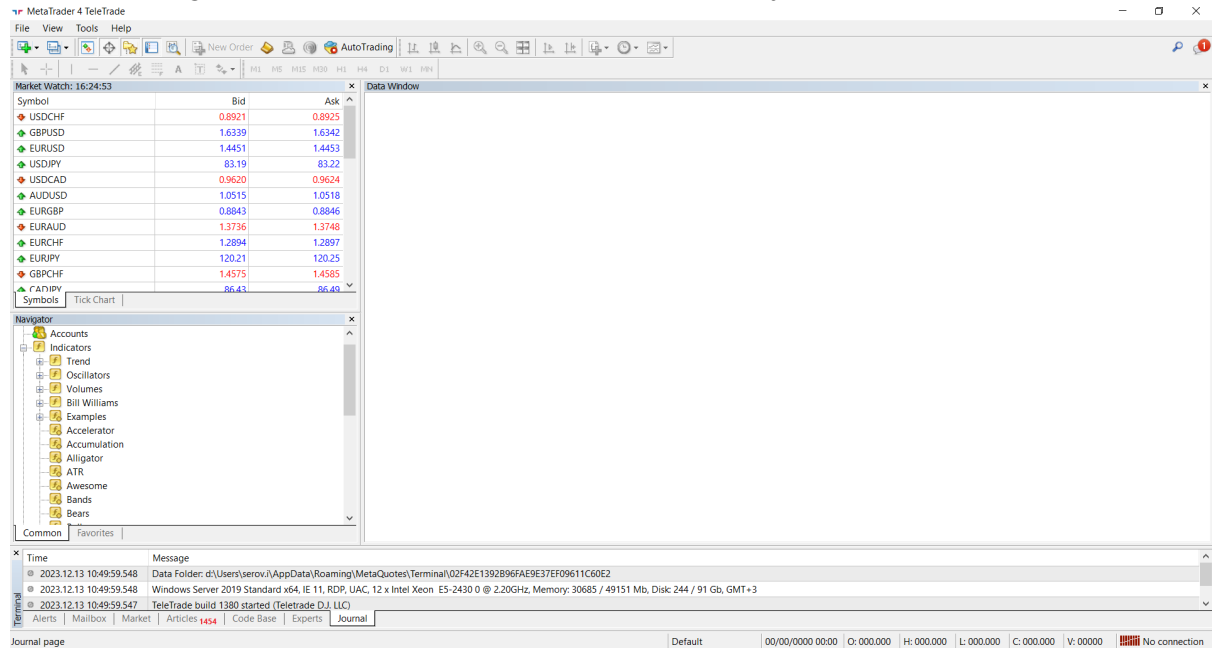 MetaTrader 4 TeleTrade
File View Tools Help
New Order AutoTrading
A T M1 M5 M15 M30 H1 H4 D1 W1 MN
Market Watch: 16:24:53
Symbol Bid Ask
USDCHF 0.8921 0.8925
GBPUSD 1.6339 1.6342
EURUSD 1.4451 1.4453
USDJPY 83.19 83.22
USDCAD 0.9620 0.9624
AUDUSD 1.0515 1.0518
EURGBP 0.8843 0.8846
EURAUD 1.3736 1.3748
EURCHF 1.2894 1.2897
EURJPY 120.21 120.25
GBPCHF 1.4575 1.4585
CADJPY 86.43 86.49
Symbols Tick Chart
Data Window
Navigator
Accounts
Indicators
Trend
Oscillators
Volumes
Bill Williams
Examples
Accelerator
Accumulation
Alligator
ATR
Awesome
Bands
Bears
Common Favorites
Terminal
Time Message
2023.12.13 10:49:59.548 Data Folder: d:\Users\serov.i\AppData\Roaming\MetaQuotes\Terminal\02F42E1392B96FAE9E37EF09611C60E2
2023.12.13 10:49:59.548 Windows Server 2019 Standard x64, IE 11, RDP, UAC, 12 x Intel Xeon E5-2430 0 @ 2.20GHz, Memory: 30685 / 49151 Mb, Disk: 244 / 91 Gb, GMT+3
2023.12.13 10:49:59.547 TeleTrade build 1380 started (Teletrade D.J. LLC)
Alerts Mailbox Market Articles 1454 Code Base Experts Journal
Journal page Default 00/00/0000 00:00 O: 000.000 H: 000.000 L: 000.000 C: 000.000 V: 00000 No connection